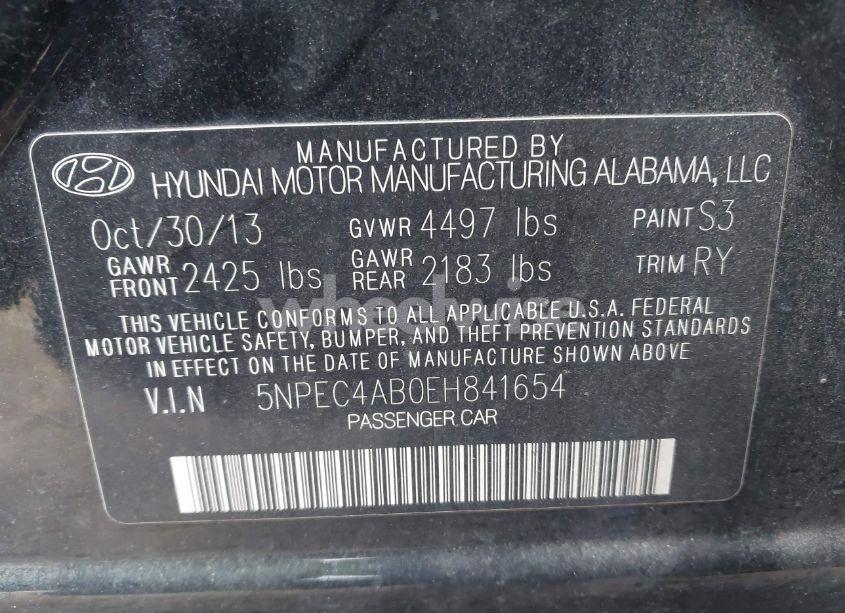 MANUFACTURED BY
HYUNDAI MOTOR MANUFACTURING ALABAMA, LLC
Oct/30/13 GVWR 4497 lbs PAINT S3
GAWR FRONT 2425 lbs GAWR REAR 2183 lbs TRIM RY
wheelwire
THIS VEHICLE CONFORMS TO ALL APPLICABLE U.S.A. FEDERAL
MOTOR VEHICLE SAFETY, BUMPER, AND THEFT PREVENTION STANDARDS
IN EFFECT ON THE DATE OF MANUFACTURE SHOWN ABOVE
V.I.N 5NPEC4AB0EH841654
PASSENGER CAR